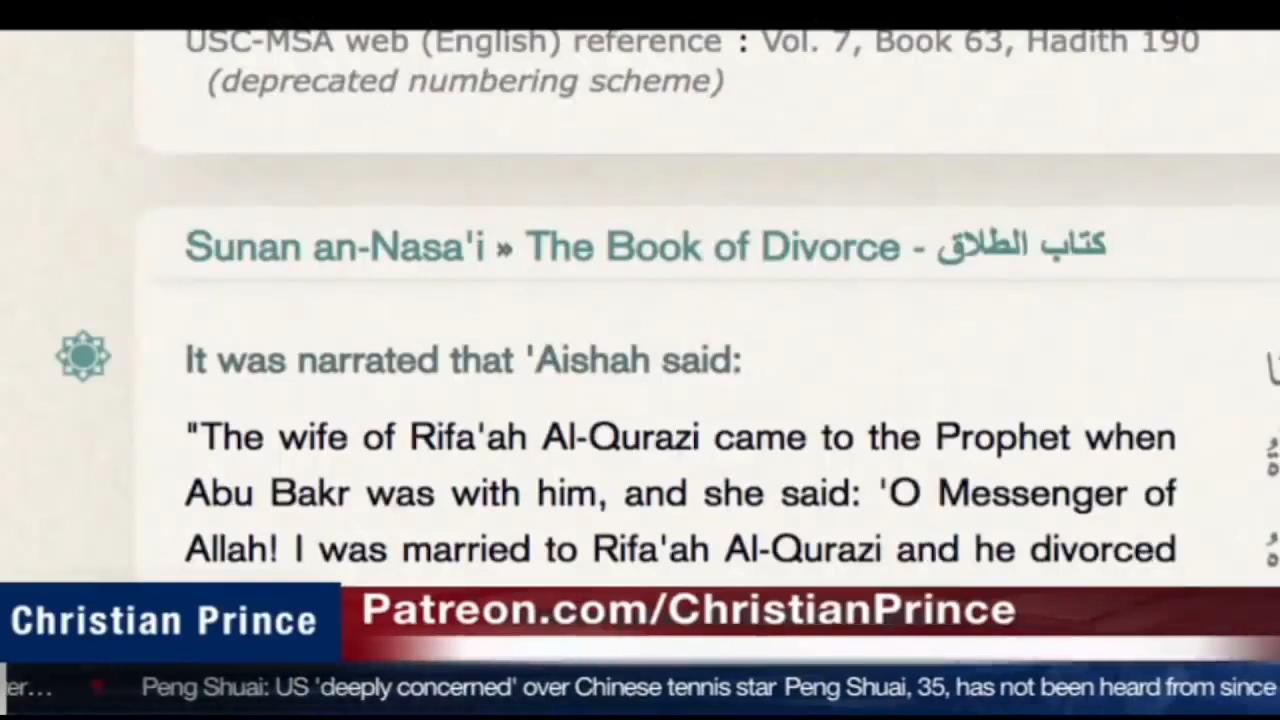 USC-MSA web (English) reference : Vol. 7, Book 63, Hadith 190
(deprecated numbering scheme)
Sunan an-Nasa'i » The Book of Divorce - كتاب الطلاق
It was narrated that 'Aishah said:
"The wife of Rifa'ah Al-Qurazi came to the Prophet when
Abu Bakr was with him, and she said: 'O Messenger of
Allah! I was married to Rifa'ah Al-Qurazi and he divorced
Christian Prince
Patreon.com/ChristianPrince
er... Peng Shuai: US 'deeply concerned' over Chinese tennis star Peng Shuai, 35, has not been heard from since